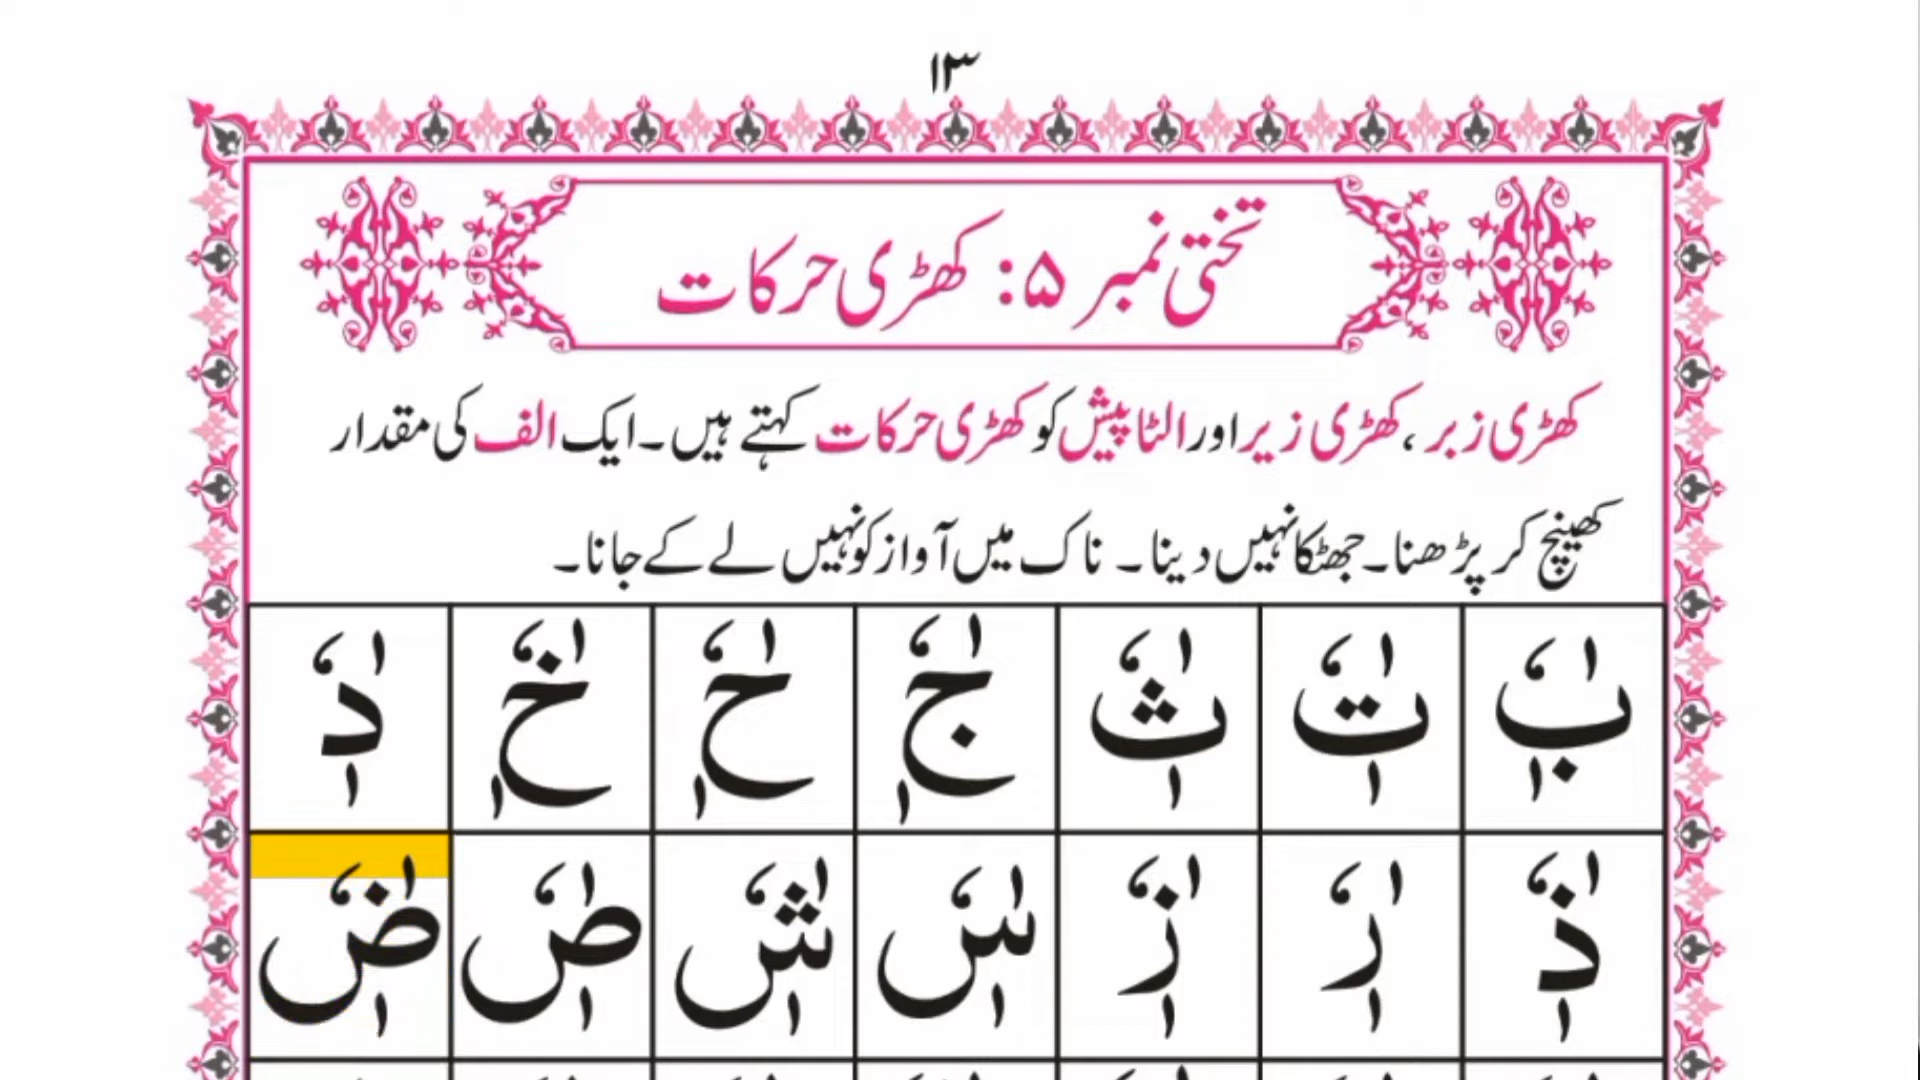 ۱۳
تختی نمبر ۵: کھڑی حرکات
کھڑی زبر، کھڑی زیر اور الٹا پیش کو کھڑی حرکات کہتے ہیں۔ ایک الف کی مقدار
کھینچ کر پڑھنا۔ جھٹکا نہیں دینا۔ ناک میں آواز کو نہیں لے کے جانا۔
بٰٖٗ تٰٖٗ ثٰٖٗ جٰٖٗ حٰٖٗ خٰٖٗ دٰٖٗ
ذٰٖٗ رٰٖٗ زٰٖٗ سٰٖٗ شٰٖٗ صٰٖٗ ضٰٖٗ